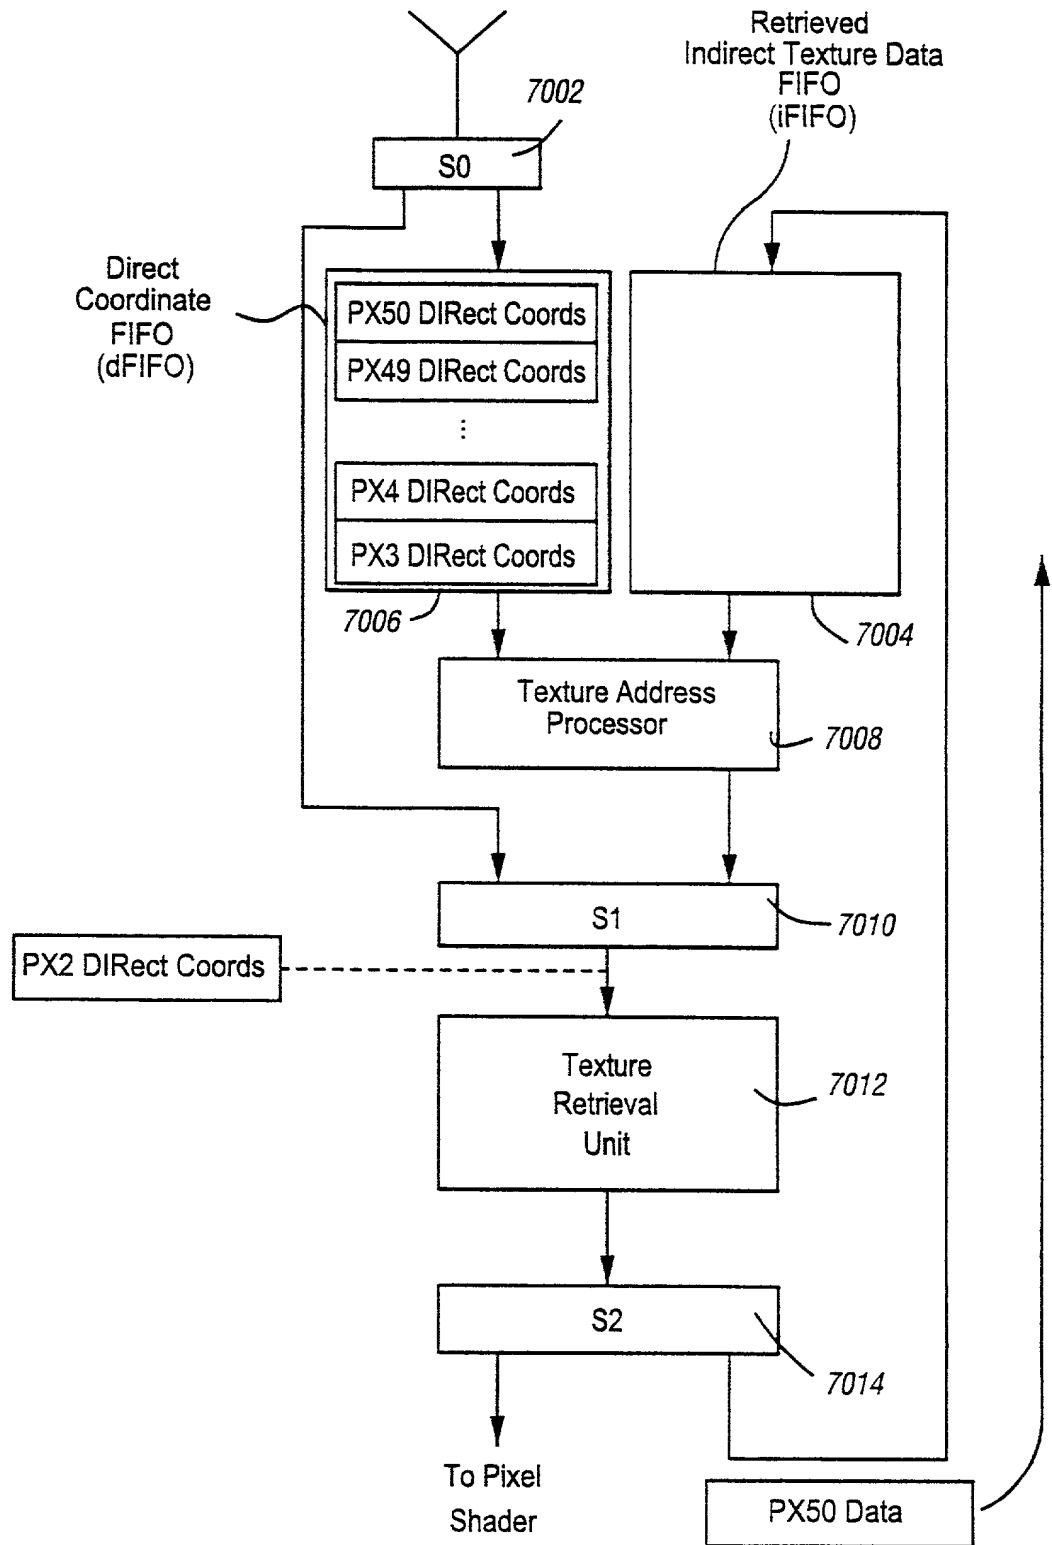 Retrieved
Indirect Texture Data
FIFO
(iFIFO)
7002
S0
Direct
Coordinate
FIFO
(dFIFO)
PX50 DIRect Coords
PX49 DIRect Coords
...
PX4 DIRect Coords
PX3 DIRect Coords
7006
7004
Texture Address
Processor
7008
S1
7010
PX2 DIRect Coords
Texture
Retrieval
Unit
7012
S2
7014
To Pixel
Shader
PX50 Data